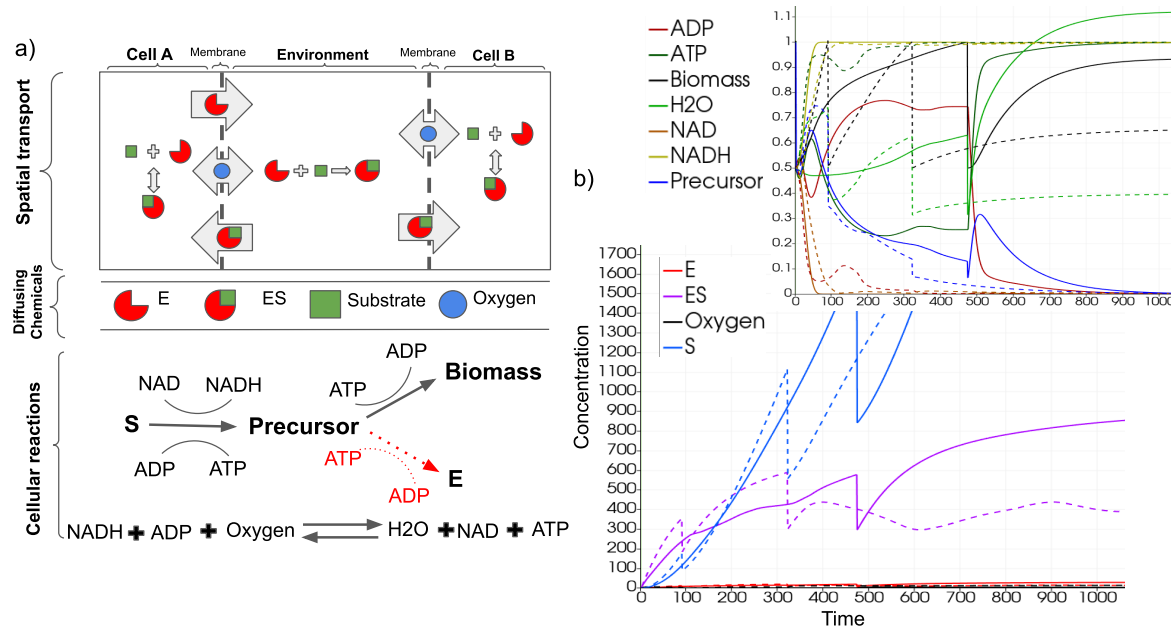 a)
Cell A
Membrane
Environment
Membrane
Cell B
Spatial transport
Diffusing
Chemicals
E
ES
Substrate
Oxygen
Cellular reactions
NAD
NADH
S
Precursor
ADP
ATP
ADP
ATP
Biomass
ATP
ADP
E
NADH + ADP + Oxygen
H2O + NAD + ATP
b)
ADP
ATP
Biomass
H2O
NAD
NADH
Precursor
1.1
1
0.9
0.8
0.7
0.6
0.5
0.4
0.3
0.2
0.1
0
0 100 200 300 400 500 600 700 800 900 1000
E
ES
Oxygen
S
Concentration
1700
1600
1500
1400
1300
1200
1100
1000
900
800
700
600
500
400
300
200
100
0
0 100 200 300 400 500 600 700 800 900 1000
Time